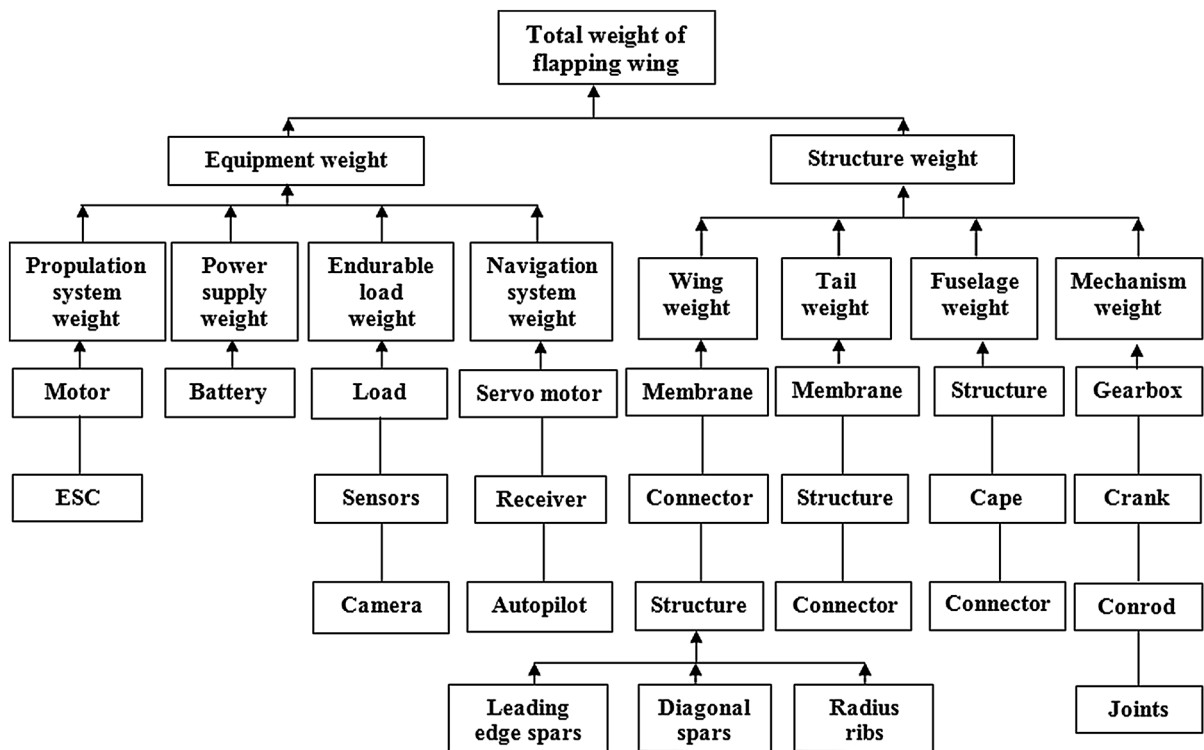 Total weight of
flapping wing
Equipment weight
Structure weight
Propulation
system
weight
Power
supply
weight
Endurable
load
weight
Navigation
system
weight
Wing
weight
Tail
weight
Fuselage
weight
Mechanism
weight
Motor
Battery
Load
Servo motor
Membrane
Membrane
Structure
Gearbox
ESC
Sensors
Receiver
Connector
Structure
Cape
Crank
Camera
Autopilot
Structure
Connector
Connector
Conrod
Leading
edge spars
Diagonal
spars
Radius
ribs
Joints